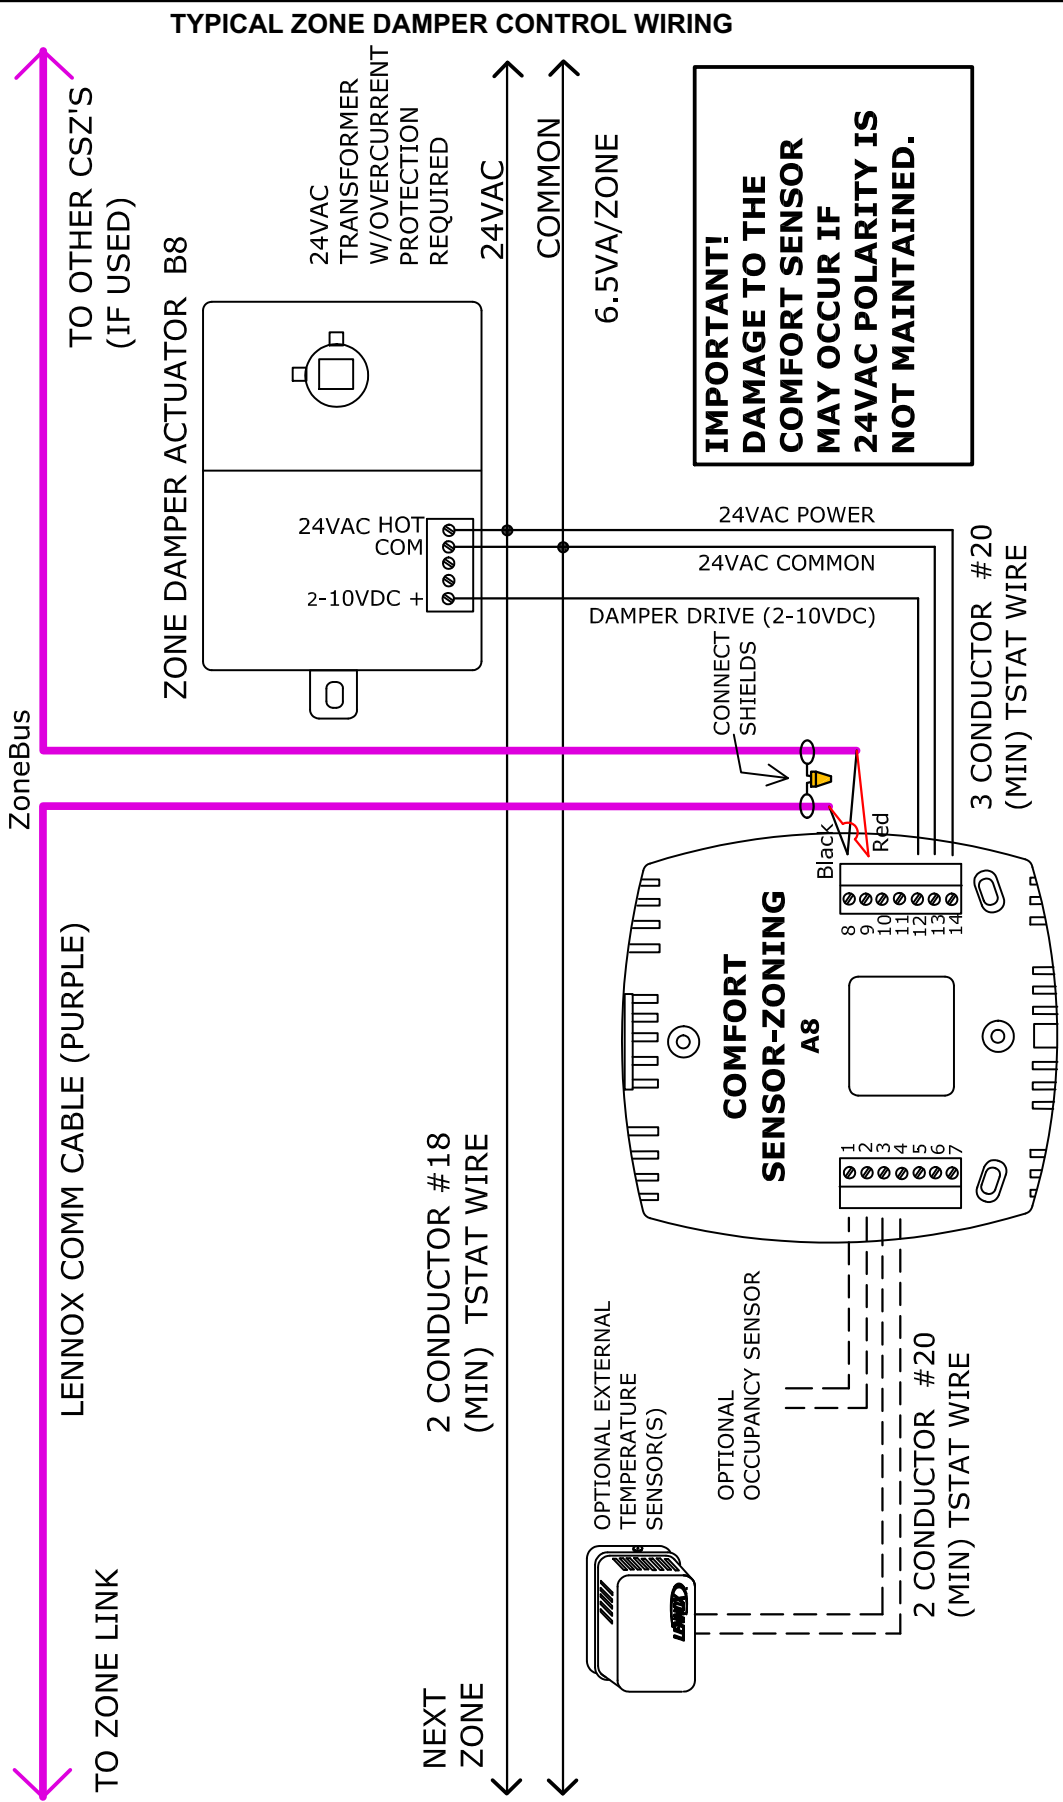 TYPICAL ZONE DAMPER CONTROL WIRING
TO OTHER CSZ'S
(IF USED)
ZONE DAMPER ACTUATOR B8
24VAC
TRANSFORMER
W/OVERCURRENT
PROTECTION
REQUIRED
24VAC
COMMON
6.5VA/ZONE
IMPORTANT!
DAMAGE TO THE
COMFORT SENSOR
MAY OCCUR IF
24VAC POLARITY IS
NOT MAINTAINED.
24VAC HOT
COM
2-10VDC +
24VAC POWER
24VAC COMMON
DAMPER DRIVE (2-10VDC)
CONNECT
SHIELDS
3 CONDUCTOR #20
(MIN) TSTAT WIRE
ZoneBus
Black
Red
8
9
10
11
12
13
14
COMFORT
SENSOR-ZONING
A8
1
2
3
4
5
6
7
LENNOX COMM CABLE (PURPLE)
2 CONDUCTOR #18
(MIN) TSTAT WIRE
OPTIONAL EXTERNAL
TEMPERATURE
SENSOR(S)
OPTIONAL
OCCUPANCY SENSOR
2 CONDUCTOR #20
(MIN) TSTAT WIRE
LENNOX
TO ZONE LINK
NEXT
ZONE